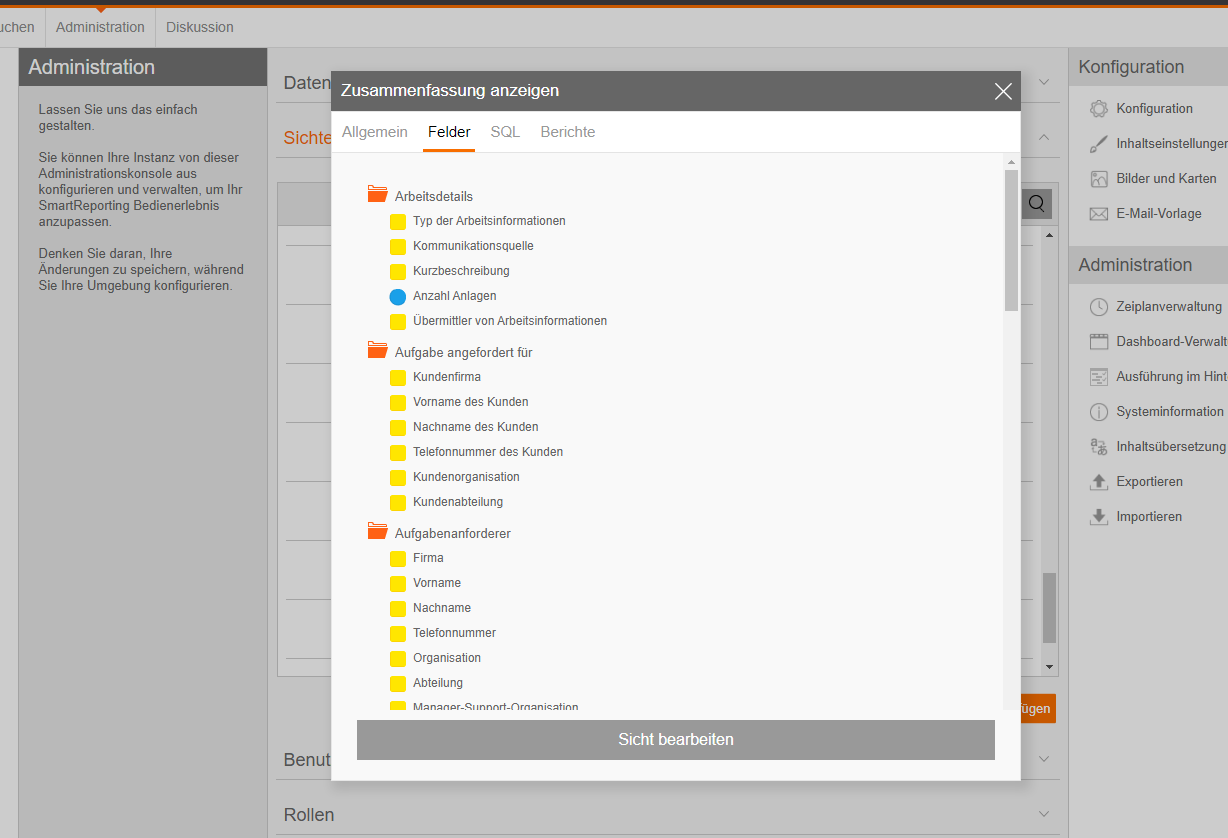 uchen
Administration
Diskussion
Administration
Lassen Sie uns das einfach
gestalten.
Sie können Ihre Instanz von dieser
Administrationskonsole aus
konfigurieren und verwalten, um Ihr
SmartReporting Bedienerlebnis
anzupassen.
Denken Sie daran, Ihre
Änderungen zu speichern, während
Sie Ihre Umgebung konfigurieren.
Daten
Sichte
Zusammenfassung anzeigen
Allgemein
Felder
SQL
Berichte
Arbeitsdetails
Typ der Arbeitsinformationen
Kommunikationsquelle
Kurzbeschreibung
Anzahl Anlagen
Übermittler von Arbeitsinformationen
Aufgabe angefordert für
Kundenfirma
Vorname des Kunden
Nachname des Kunden
Telefonnummer des Kunden
Kundenorganisation
Kundenabteilung
Aufgabenanforderer
Firma
Vorname
Nachname
Telefonnummer
Organisation
Abteilung
Manager-Support-Organisation
Sicht bearbeiten
ügen
Benut
Rollen
Konfiguration
Konfiguration
Inhaltseinstellungen
Bilder und Karten
E-Mail-Vorlage
Administration
Zeiplanverwaltung
Dashboard-Verwalt
Ausführung im Hint
Systeminformation
Inhaltsübersetzung
Exportieren
Importieren